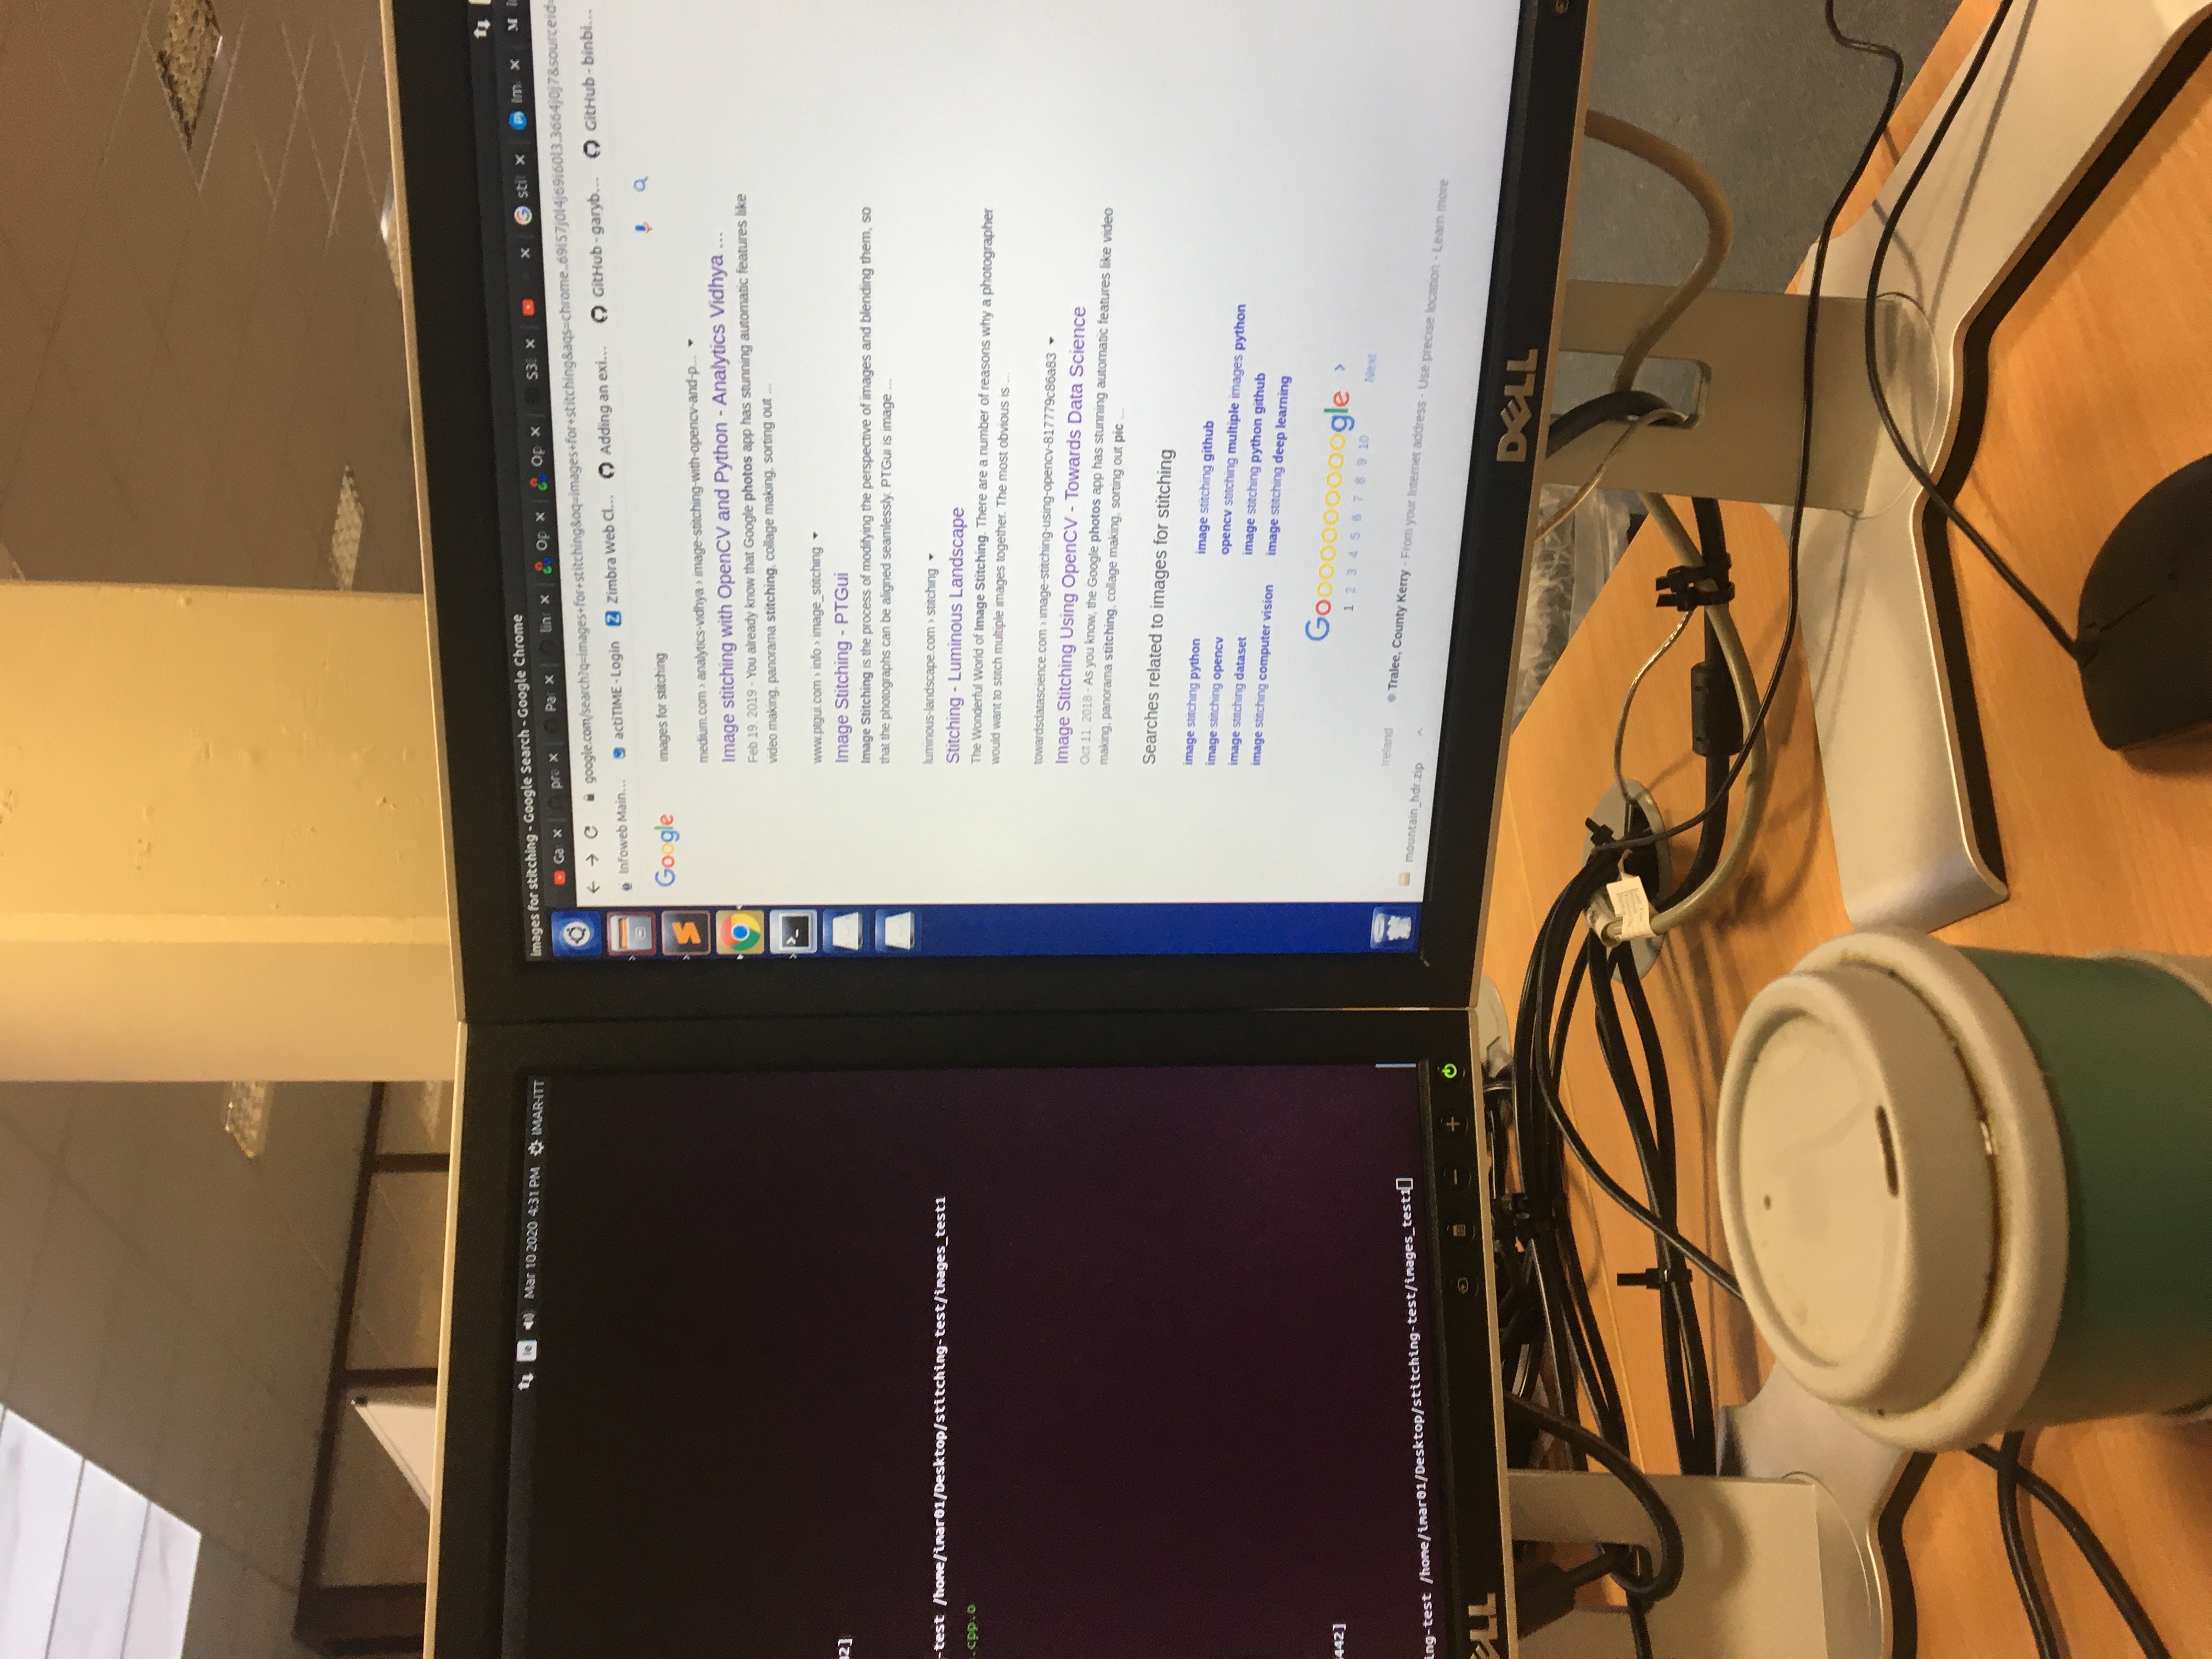 Mar 10 2020 4:31 PM IMAR-ITT
32]
-test /home/imar01/Desktop/stitching-test/images_test1
.cpp.o
442]
ing-test /home/imar01/Desktop/stitching-test/images_test1
DELL
images for stitching - Google Search - Google Chrome
Ga pra Par lin Op Op S3 sti Im M
google.com/search?q=images+for+stitching&oq=images+for+stitching&aqs=chrome..69i57j0l4j69i60l3.3664j0j7&sourceid=
Infoweb Main... actiTIME - Login Zimbra Web Cl... Adding an exi... GitHub - garyb... GitHub - binbi...
Google images for stitching
medium.com › analytics-vidhya › image-stitching-with-opencv-and-p...
Image stitching with OpenCV and Python - Analytics Vidhya ...
Feb 19, 2019 - You already know that Google photos app has stunning automatic features like
video making, panorama stitching, collage making, sorting out ...
www.ptgui.com › info › image_stitching
Image Stitching - PTGui
Image Stitching is the process of modifying the perspective of images and blending them, so
that the photographs can be aligned seamlessly. PTGui is image ...
luminous-landscape.com › stitching
Stitching - Luminous Landscape
The Wonderful World of Image Stitching. There are a number of reasons why a photographer
would want to stitch multiple images together. The most obvious is ...
towardsdatascience.com › image-stitching-using-opencv-817779c86a83
Image Stitching Using OpenCV - Towards Data Science
Oct 11, 2018 - As you know, the Google photos app has stunning automatic features like video
making, panorama stitching, collage making, sorting out pic ...
Searches related to images for stitching
image stitching python
image stitching opencv
image stitching dataset
image stitching computer vision
image stitching github
opencv stitching multiple images python
image stitching python github
image stitching deep learning
Goooooooooogle
1 2 3 4 5 6 7 8 9 10 Next
Ireland Tralee, County Kerry - From your Internet address - Use precise location - Learn more
mountain_hdr.zip
DELL